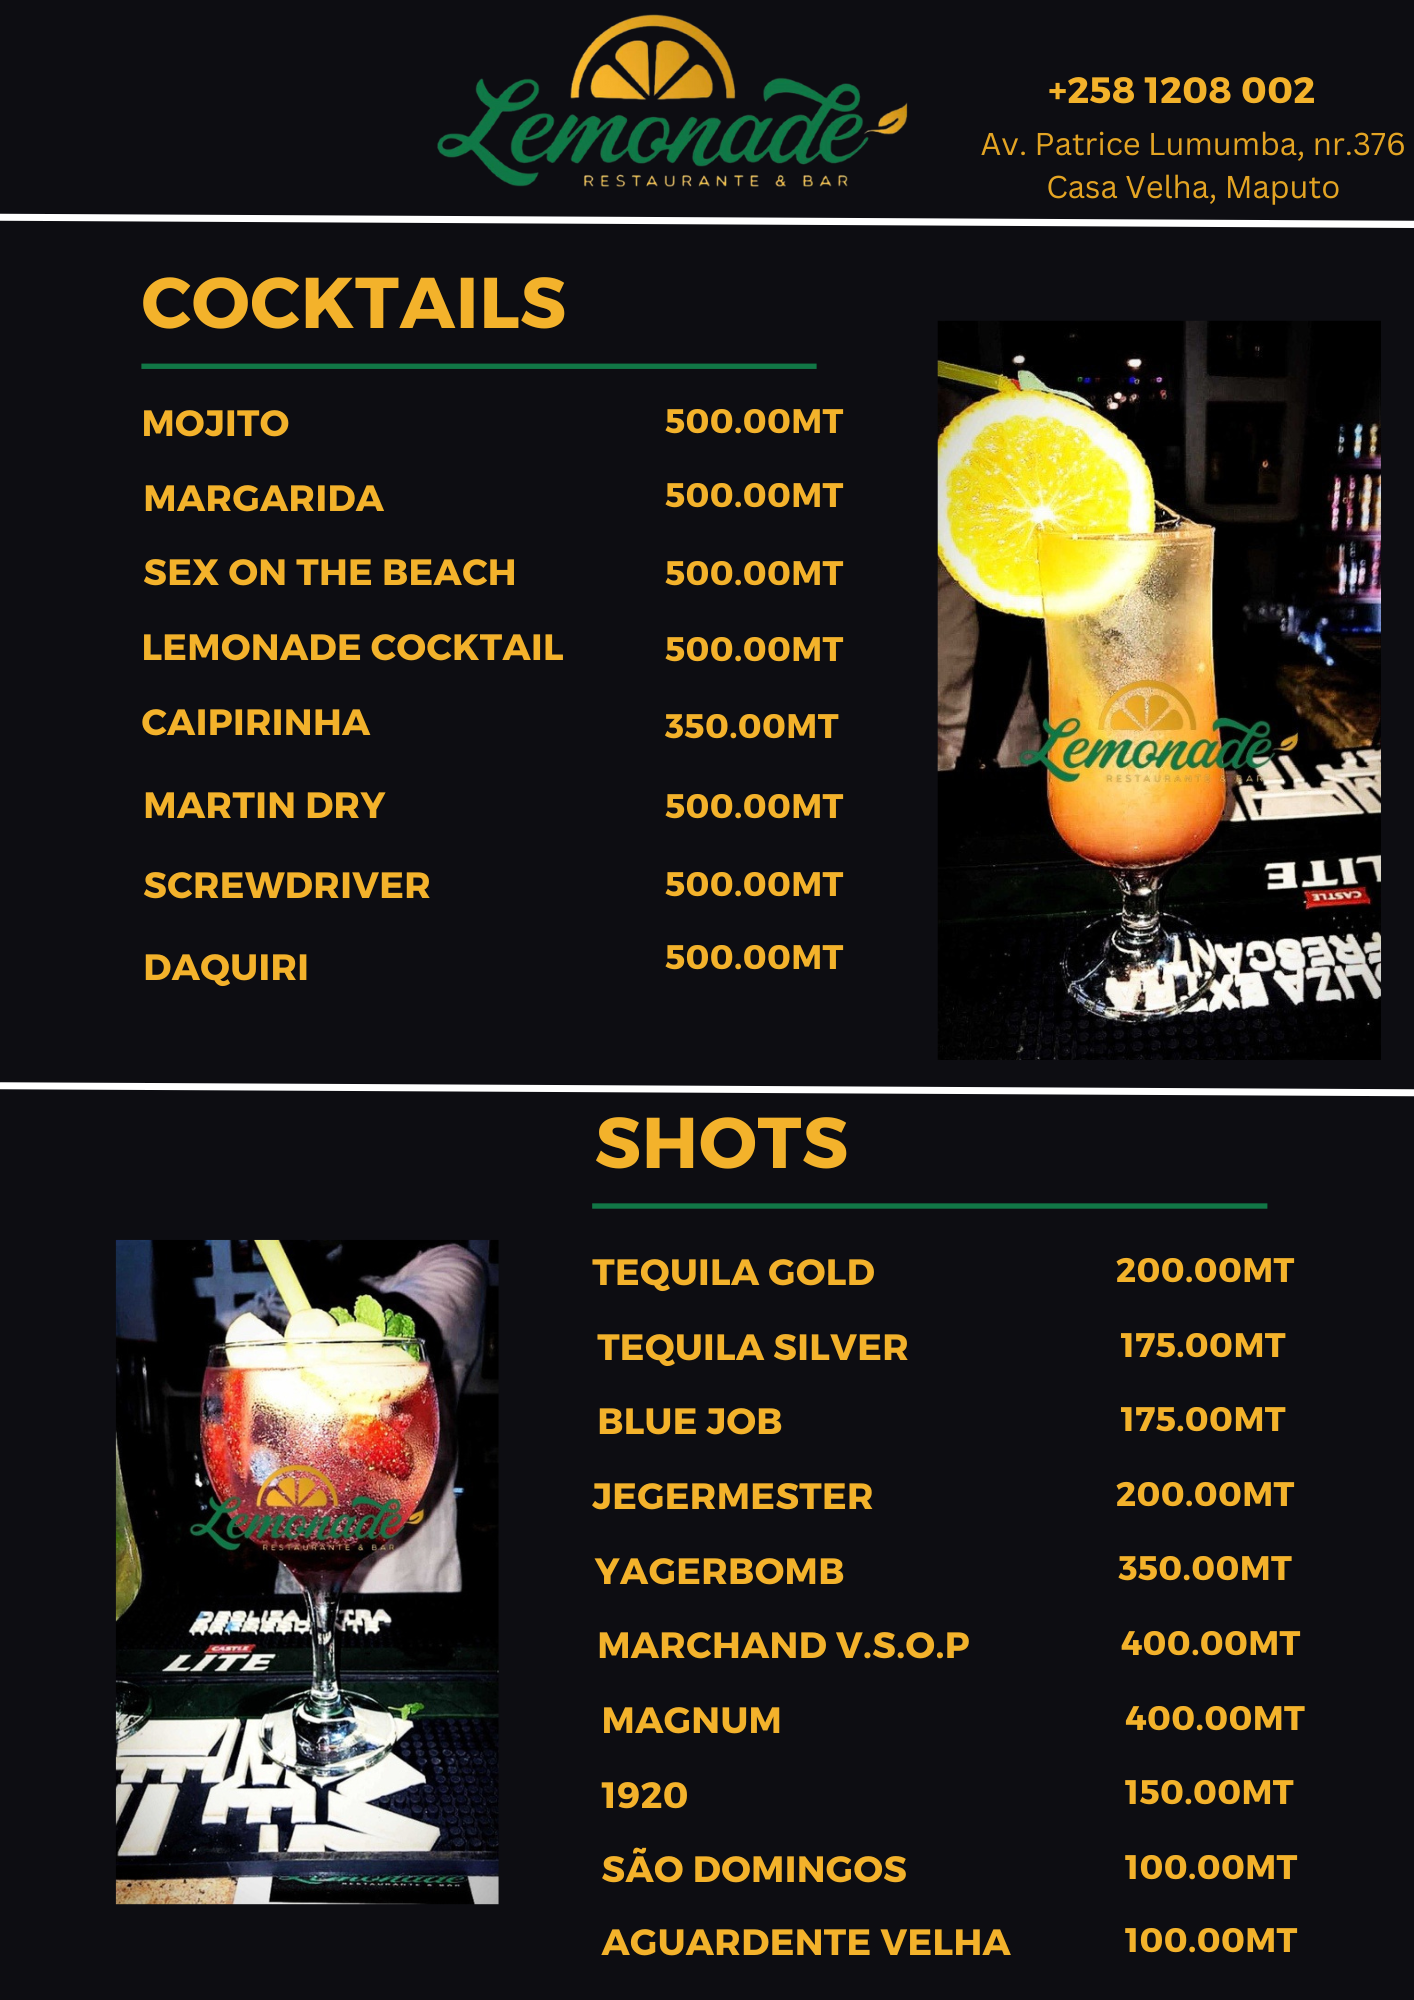 Lemonade
RESTAURANTE & BAR
+258 1208 002
Av. Patrice Lumumba, nr.376
Casa Velha, Maputo
COCKTAILS
MOJITO 500.00MT
MARGARIDA 500.00MT
SEX ON THE BEACH 500.00MT
LEMONADE COCKTAIL 500.00MT
CAIPIRINHA 350.00MT
MARTIN DRY 500.00MT
SCREWDRIVER 500.00MT
DAQUIRI 500.00MT
Lemonade
RESTAURANTE & BAR
LITE
CASTLE
SHOTS
TEQUILA GOLD 200.00MT
TEQUILA SILVER 175.00MT
BLUE JOB 175.00MT
JEGERMESTER 200.00MT
YAGERBOMB 350.00MT
MARCHAND V.S.O.P 400.00MT
MAGNUM 400.00MT
1920 150.00MT
SÃO DOMINGOS 100.00MT
AGUARDENTE VELHA 100.00MT
Lemonade
RESTAURANTE & BAR
CASTLE
LITE
Lemonade
RESTAURANTE & BAR